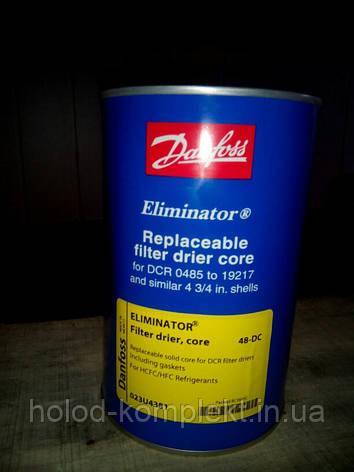 Danfoss
Eliminator®
Replaceable
filter drier core
for DCR 0485 to 19217
and similar 4 3/4 in. shells
ELIMINATOR®
Filter drier, core 48-DC
Replaceable solid core for DCR filter driers
including gaskets
For HCFC/HFC Refrigerants
023U4381
Danfoss
holod-komplekt.in.ua